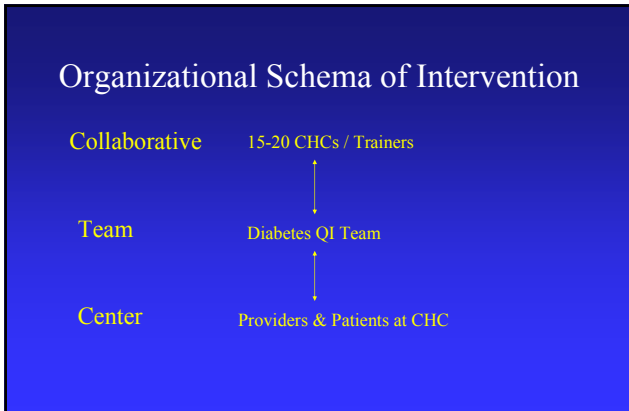 Organizational Schema of Intervention
Collaborative 15-20 CHCs / Trainers
Team Diabetes QI Team
Center Providers & Patients at CHC